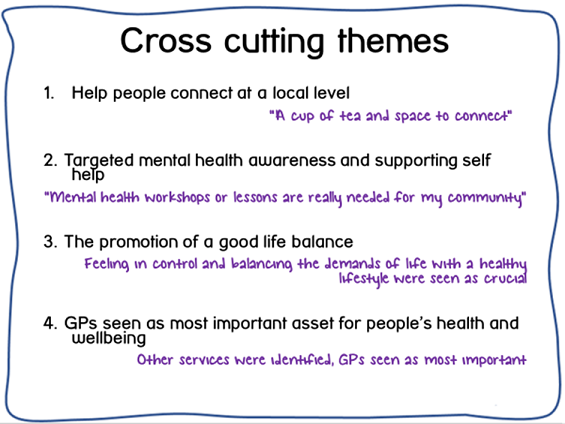 Cross cutting themes
1. Help people connect at a local level
"A cup of tea and space to connect"
2. Targeted mental health awareness and supporting self
help
"Mental health workshops or lessons are really needed for my community"
3. The promotion of a good life balance
Feeling in control and balancing the demands of life with a healthy
lifestyle were seen as crucial
4. GPs seen as most important asset for people's health and
wellbeing
Other services were identified, GPs seen as most important